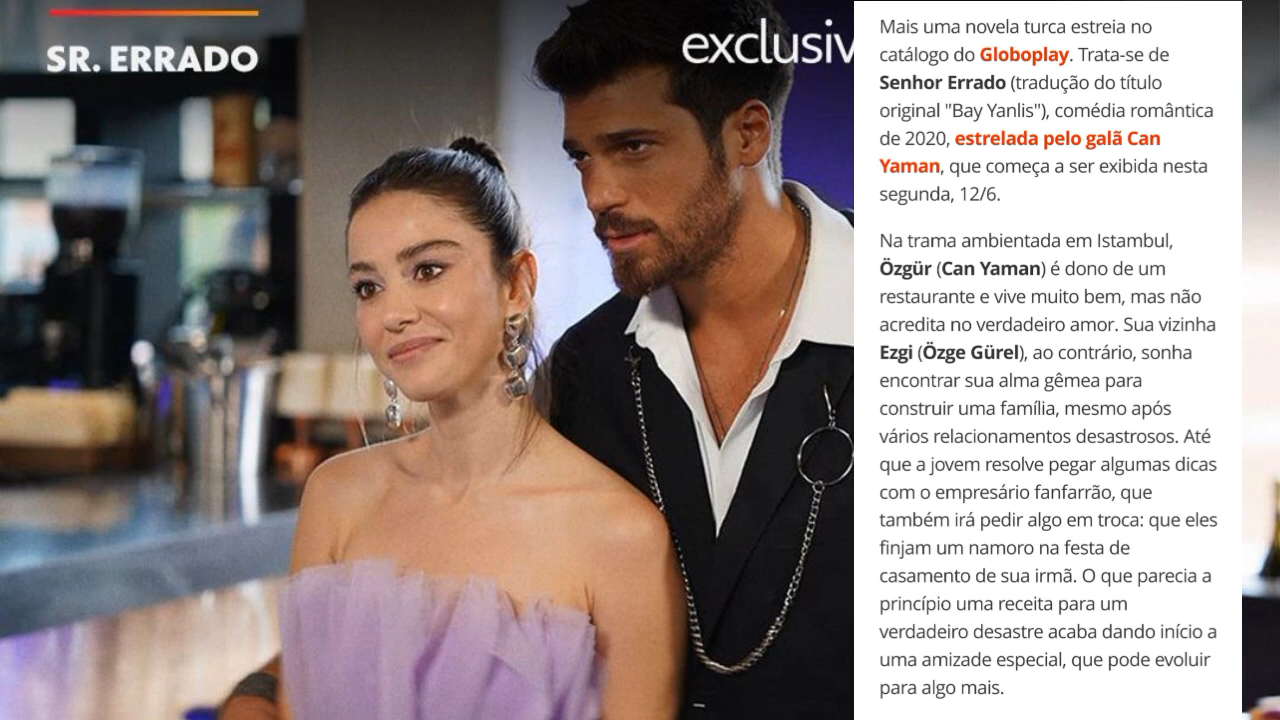 SR. ERRADO
exclusiv
Mais uma novela turca estreia no
catálogo do Globoplay. Trata-se de
Senhor Errado (tradução do título
original "Bay Yanlis"), comédia romântica
de 2020, estrelada pelo galã Can
Yaman, que começa a ser exibida nesta
segunda, 12/6.
Na trama ambientada em Istambul,
Özgür (Can Yaman) é dono de um
restaurante e vive muito bem, mas não
acredita no verdadeiro amor. Sua vizinha
Ezgi (Özge Gürel), ao contrário, sonha
encontrar sua alma gêmea para
construir uma família, mesmo após
vários relacionamentos desastrosos. Até
que a jovem resolve pegar algumas dicas
com o empresário fanfarrão, que
também irá pedir algo em troca: que eles
finjam um namoro na festa de
casamento de sua irmã. O que parecia a
princípio uma receita para um
verdadeiro desastre acaba dando início a
uma amizade especial, que pode evoluir
para algo mais.